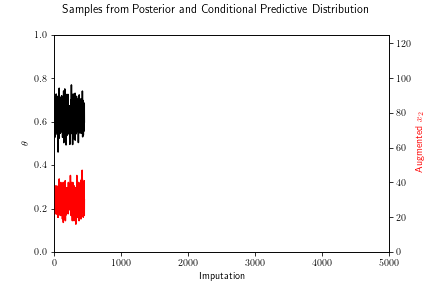 Samples from Posterior and Conditional Predictive Distribution
1.0
0.8
0.6
0.4
0.2
0.0
θ
120
100
80
60
40
20
0
Augmented x₂
0 1000 2000 3000 4000 5000
Imputation